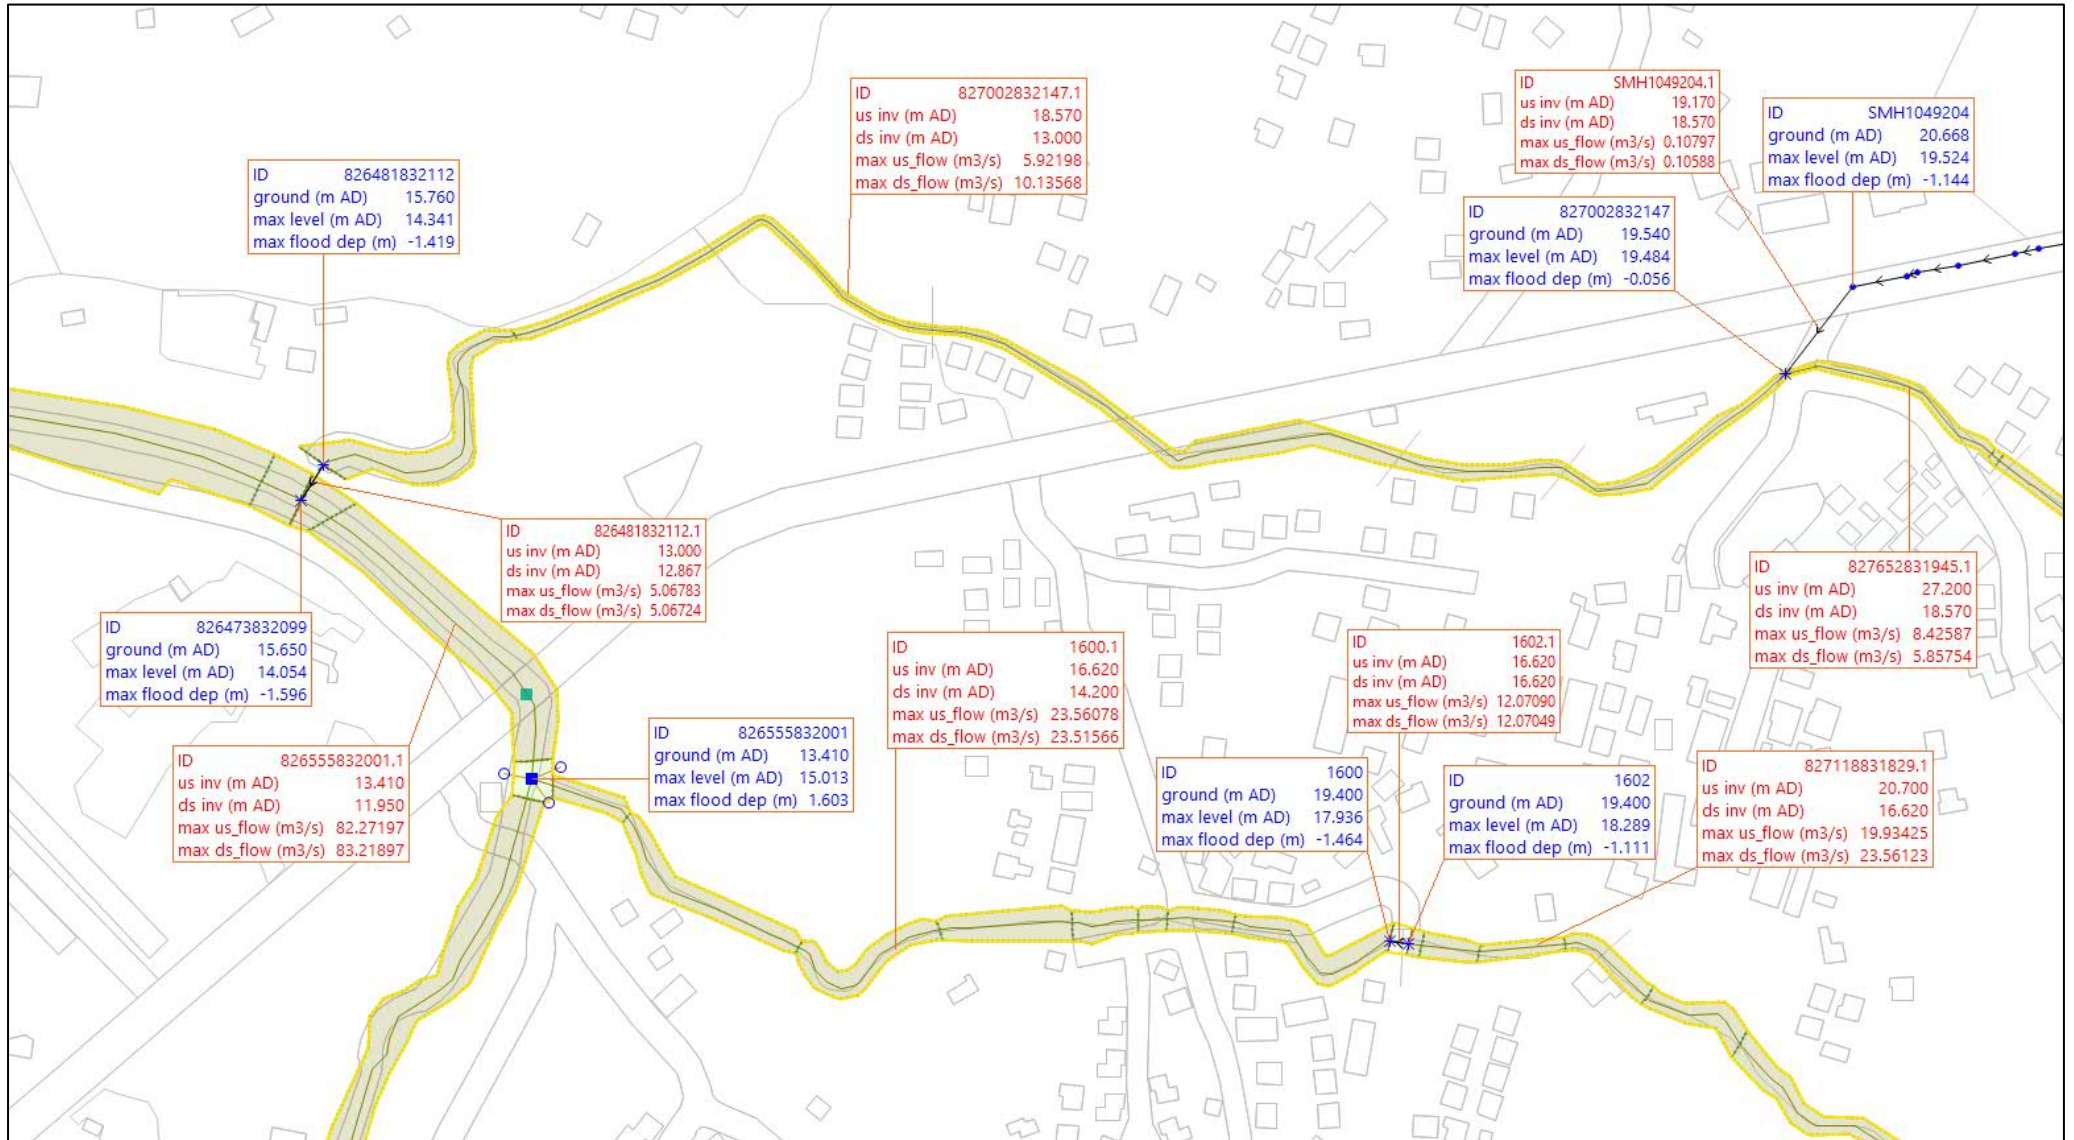 ID 827002832147.1
us inv (m AD) 18.570
ds inv (m AD) 13.000
max us_flow (m3/s) 5.92198
max ds_flow (m3/s) 10.13568
ID SMH1049204.1
us inv (m AD) 19.170
ds inv (m AD) 18.570
max us_flow (m3/s) 0.10797
max ds_flow (m3/s) 0.10588
ID SMH1049204
ground (m AD) 20.668
max level (m AD) 19.524
max flood dep (m) -1.144
ID 826481832112
ground (m AD) 15.760
max level (m AD) 14.341
max flood dep (m) -1.419
ID 827002832147
ground (m AD) 19.540
max level (m AD) 19.484
max flood dep (m) -0.056
ID 826481832112.1
us inv (m AD) 13.000
ds inv (m AD) 12.867
max us_flow (m3/s) 5.06783
max ds_flow (m3/s) 5.06724
ID 827652831945.1
us inv (m AD) 27.200
ds inv (m AD) 18.570
max us_flow (m3/s) 8.42587
max ds_flow (m3/s) 5.85754
ID 826473832099
ground (m AD) 15.650
max level (m AD) 14.054
max flood dep (m) -1.596
ID 1600.1
us inv (m AD) 16.620
ds inv (m AD) 14.200
max us_flow (m3/s) 23.56078
max ds_flow (m3/s) 23.51566
ID 1602.1
us inv (m AD) 16.620
ds inv (m AD) 16.620
max us_flow (m3/s) 12.07090
max ds_flow (m3/s) 12.07049
ID 826555832001
ground (m AD) 13.410
max level (m AD) 15.013
max flood dep (m) 1.603
ID 826555832001.1
us inv (m AD) 13.410
ds inv (m AD) 11.950
max us_flow (m3/s) 82.27197
max ds_flow (m3/s) 83.21897
ID 1600
ground (m AD) 19.400
max level (m AD) 17.936
max flood dep (m) -1.464
ID 1602
ground (m AD) 19.400
max level (m AD) 18.289
max flood dep (m) -1.111
ID 827118831829.1
us inv (m AD) 20.700
ds inv (m AD) 16.620
max us_flow (m3/s) 19.93425
max ds_flow (m3/s) 23.56123